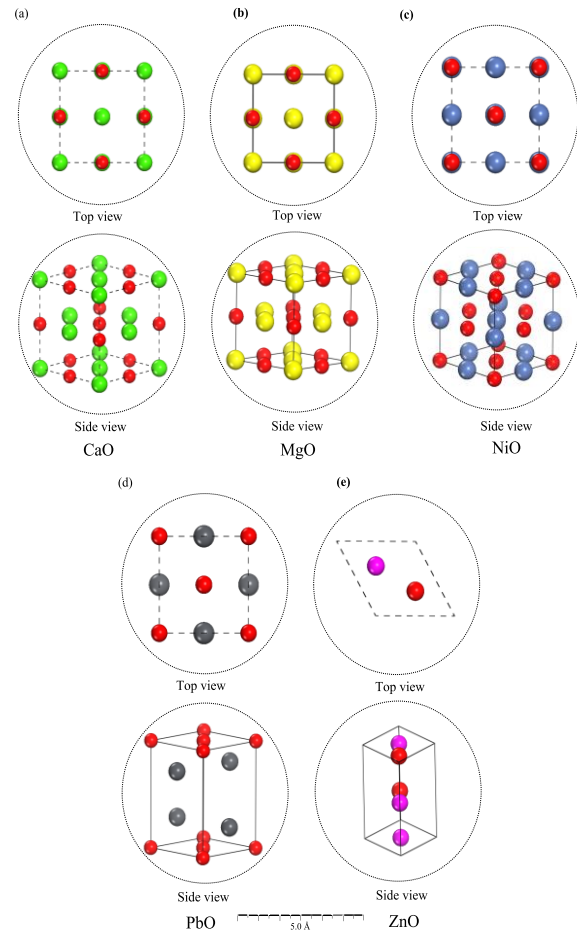 (a) (b) (c)
Top view Top view Top view
Side view Side view Side view
CaO MgO NiO
(d) (e)
Top view Top view
Side view Side view
PbO ZnO
5.0 Å